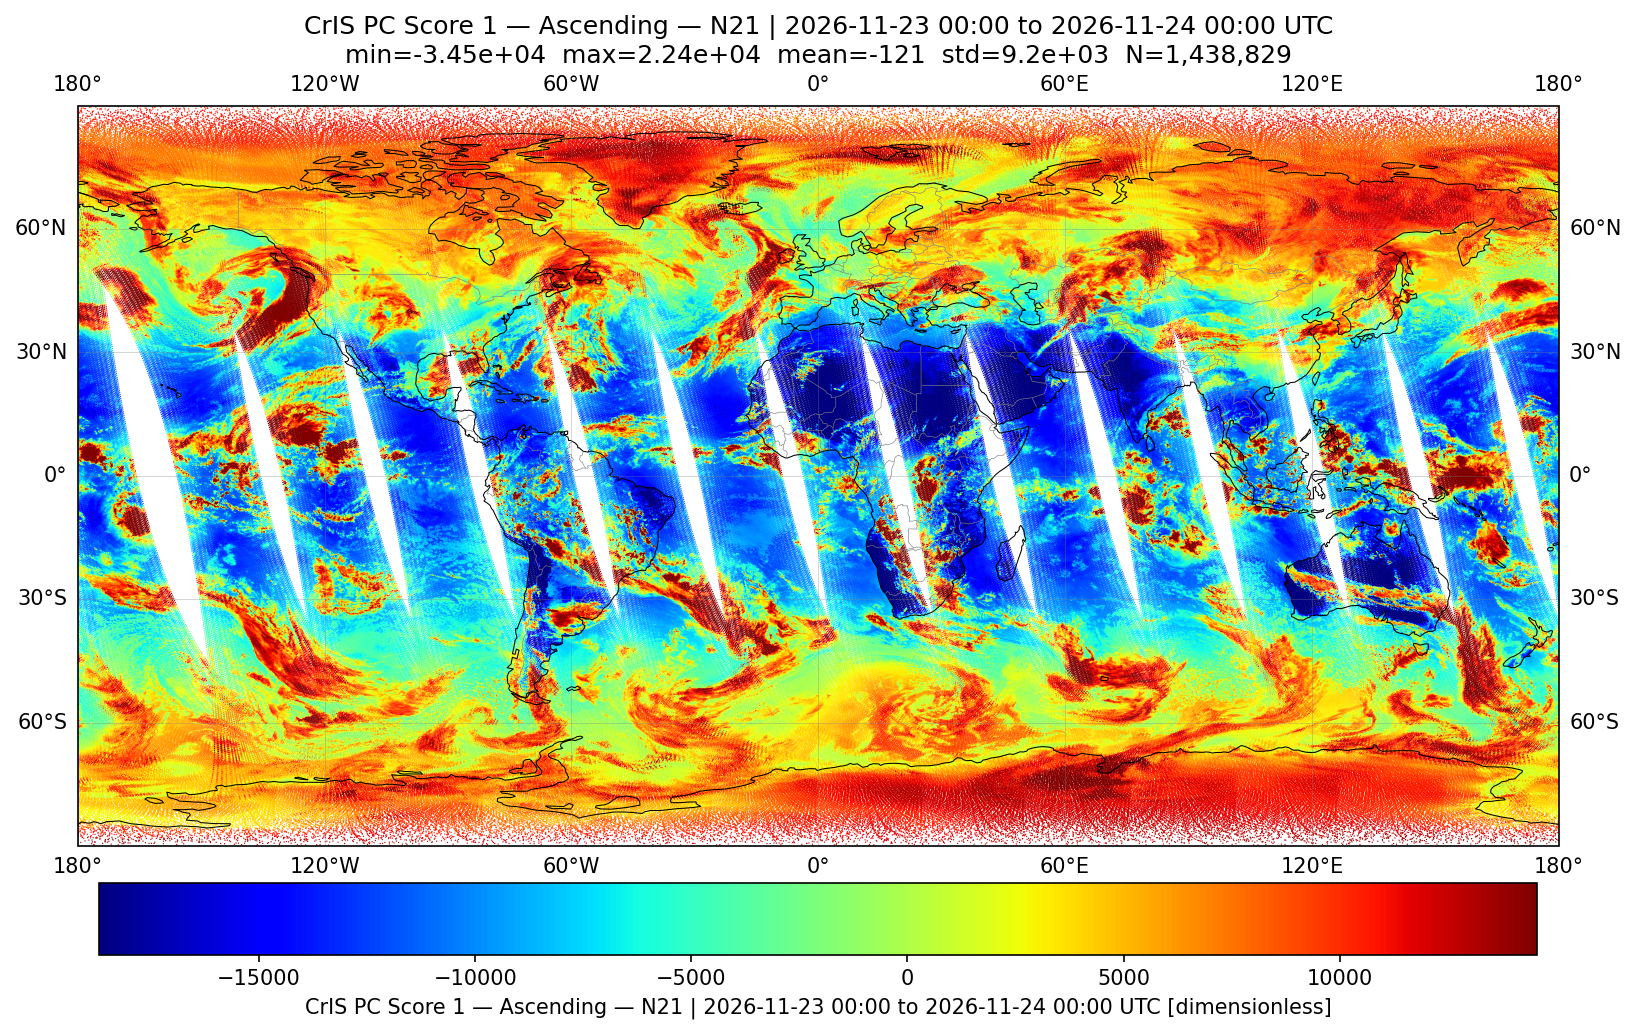 CrIS PC Score 1 — Ascending — N21 | 2026-11-23 00:00 to 2026-11-24 00:00 UTC
min=-3.45e+04 max=2.24e+04 mean=-121 std=9.2e+03 N=1,438,829
180° 120°W 60°W 0° 60°E 120°E 180°
60°N 60°N
30°N 30°N
0° 0°
30°S 30°S
60°S 60°S
180° 120°W 60°W 0° 60°E 120°E 180°
−15000 −10000 −5000 0 5000 10000
CrIS PC Score 1 — Ascending — N21 | 2026-11-23 00:00 to 2026-11-24 00:00 UTC [dimensionless]